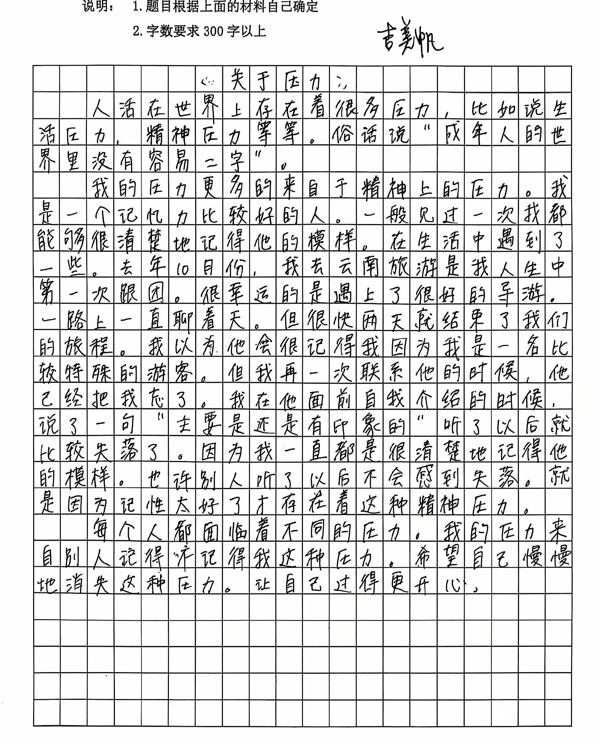 说明： 1.题目根据上面的材料自己确定
2.字数要求300字以上
吉美帆
《关于压力》
人活在世界上存在着很多压力，比如说生
活压力，精神压力等等。俗话说“成年人的世
界里没有容易二字”。
我的压力更多的来自于精神上的压力。我
是一个记忆力比较好的人。一般见过一次我都
能够很清楚地记得他的模样。在生活中遇到了
一些。去年10月份，我去云南旅游是我人生中
第一次跟团。很幸运的是遇上了很好的导游。
一路上一直聊着天。但很快两天就结束了我们
的旅程。我以为他会很记得我因为我是一名比
较特殊的游客。但我再一次联系他的时候，他
已经把我忘了。我在他面前自我介绍的时候，
说了一句“主要是还是有印象的“听了以后就
比较失落了。因为我一直都是很清楚地记得他
的模样。也许别人听了以后不会感到失落。就
是因为记性太好了才存在着这种精神压力。
每个人都面临着不同的压力。我的压力来
自别人记得不记得我这种压力。希望自己慢慢
地消失这种压力。让自己过得更开心。